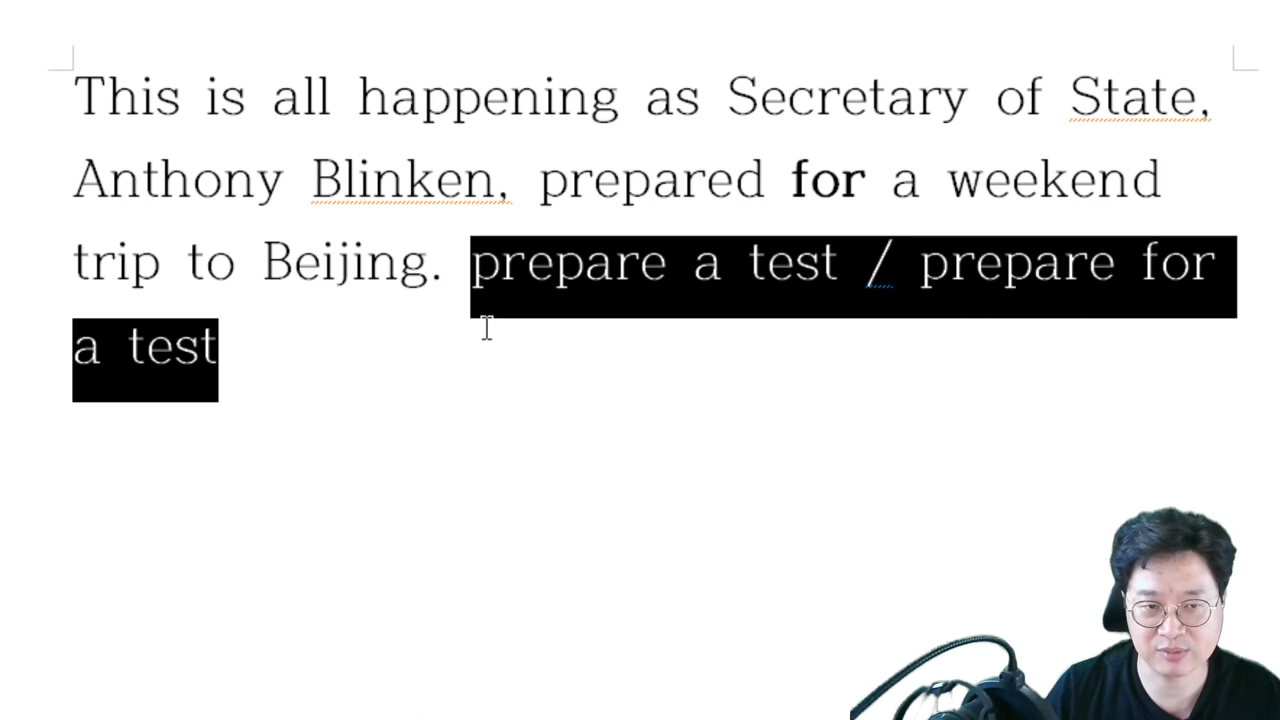 This is all happening as Secretary of State,
Anthony Blinken, prepared for a weekend
trip to Beijing. prepare a test / prepare for
a test